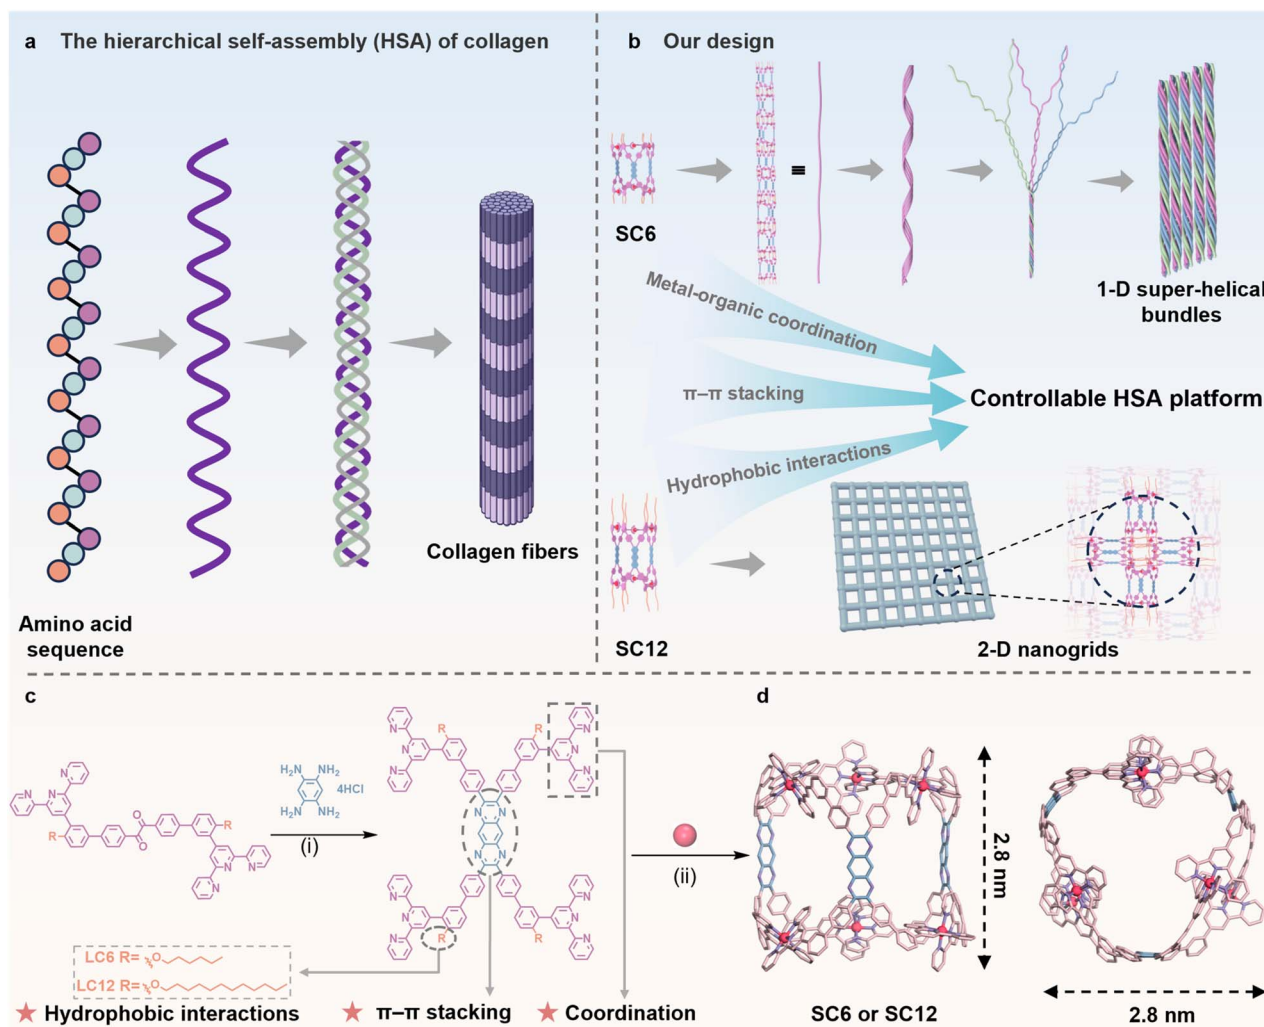 a The hierarchical self-assembly (HSA) of collagen
Amino acid
sequence
Collagen fibers
b Our design
SC6
≡
1-D super-helical
bundles
Metal-organic coordination
π–π stacking
Hydrophobic interactions
Controllable HSA platform
SC12
2-D nanogrids
c
N
N
N
R
O
O
R
N
N
N
H₂N
NH₂
4HCl
H₂N
NH₂
(i)
N
N
N
R
R
N
N
N
N
N
N
N
N
N
N
R
R
N
N
N
LC6 R= O
LC12 R= O
Hydrophobic interactions
π–π stacking
Coordination
(ii)
d
2.8 nm
SC6 or SC12
2.8 nm